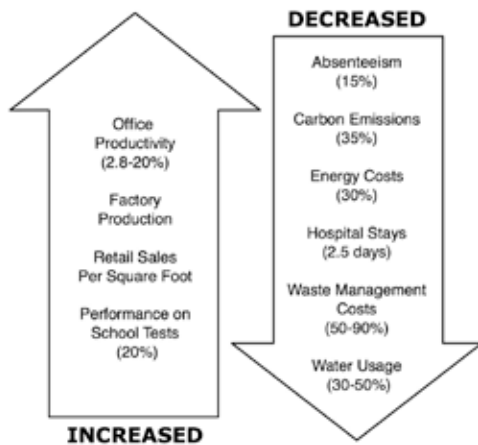 DECREASED
Absenteeism
(15%)
Carbon Emissions
(35%)
Energy Costs
(30%)
Hospital Stays
(2.5 days)
Waste Management
Costs
(50-90%)
Water Usage
(30-50%)
Office
Productivity
(2.8-20%)
Factory
Production
Retail Sales
Per Square Foot
Performance on
School Tests
(20%)
INCREASED